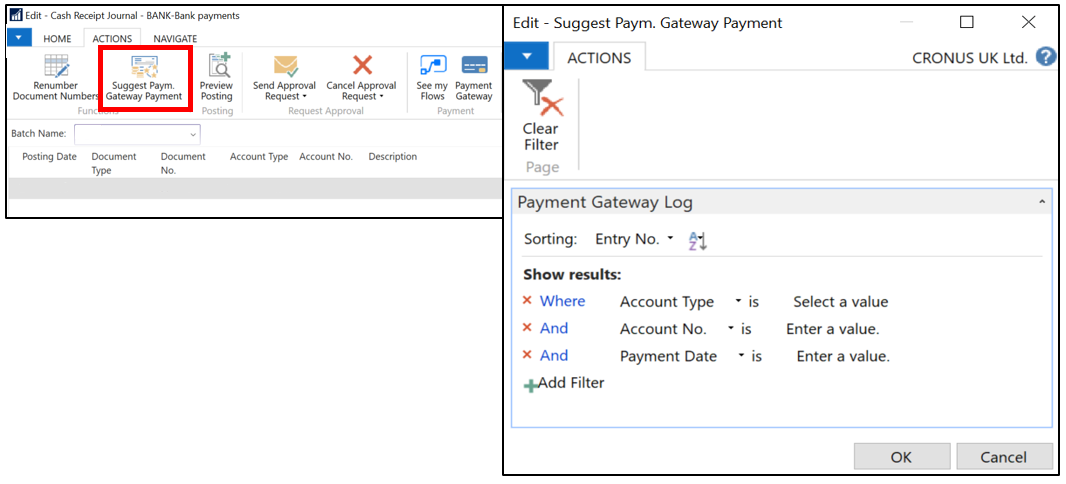 Edit - Cash Receipt Journal - BANK-Bank payments
HOME ACTIONS NAVIGATE
Renumber
Document Numbers
Suggest Paym.
Gateway Payment
Preview
Posting
Send Approval
Request
Cancel Approval
Request
See my
Flows
Payment
Gateway
Functions
Posting
Request Approval
Payment
Batch Name:
Posting Date
Document
Type
Document
No.
Account Type
Account No.
Description
Edit - Suggest Paym. Gateway Payment
ACTIONS
CRONUS UK Ltd.
?
Clear
Filter
Page
Payment Gateway Log
Sorting: Entry No. AZ
Show results:
Where Account Type is Select a value
And Account No. is Enter a value.
And Payment Date is Enter a value.
Add Filter
OK Cancel